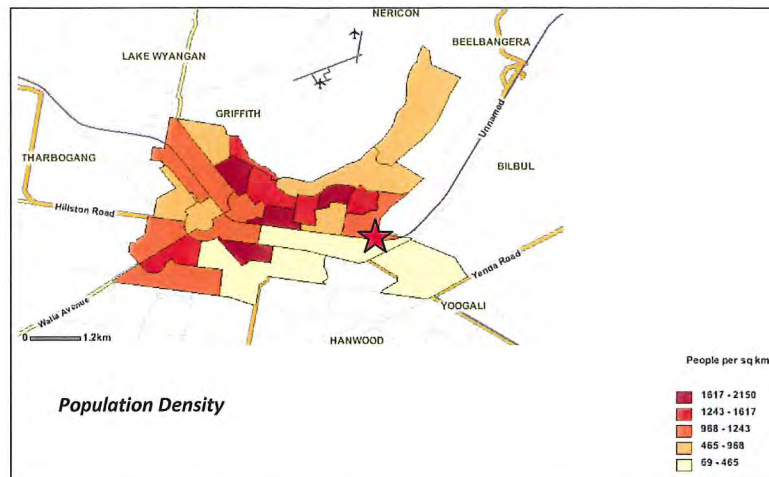 NERICON
BEELBANGERA
LAKE WYANGAN
GRIFFITH
Unnamed
THARBOGANG
BILBUL
Hillston Road
Yenda Road
Walla Avenue
YOOGALI
0 1.2km
HANWOOD
People per sq km
Population Density
1617 - 2150
1243 - 1617
968 - 1243
465 - 968
69 - 465